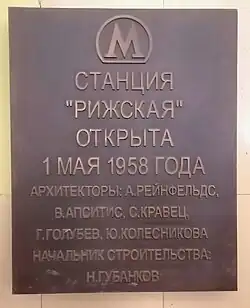 М
СТАНЦИЯ
"РИЖСКАЯ"
ОТКРЫТА
1 МАЯ 1958 ГОДА
АРХИТЕКТОРЫ: А.РЕЙНФЕЛЬДС,
В.АПСИТИС, С.КРАВЕЦ,
Г.ГОЛУБЕВ, Ю.КОЛЕСНИКОВА
НАЧАЛЬНИК СТРОИТЕЛЬСТВА:
Н.ГУБАНКОВ